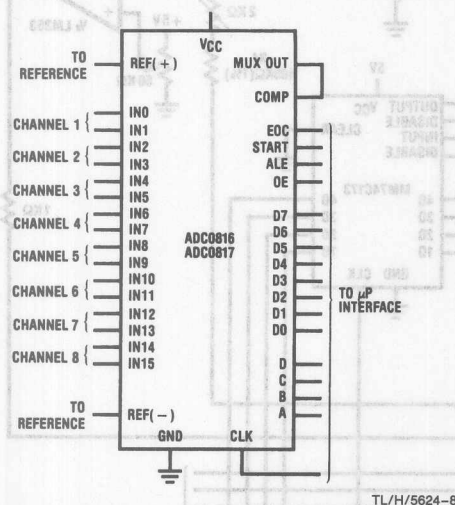 VCC
TO
REFERENCE
REF(+)
MUX OUT
COMP
CHANNEL 1 {
IN0
IN1
EOC
CHANNEL 2 {
IN2
IN3
START
ALE
CHANNEL 3 {
IN4
IN5
OE
CHANNEL 4 {
IN6
IN7
D7
D6
ADC0816
ADC0817
CHANNEL 5 {
IN8
IN9
D5
D4
CHANNEL 6 {
IN10
IN11
D3
D2
TO µP
INTERFACE
CHANNEL 7 {
IN12
IN13
D1
D0
CHANNEL 8 {
IN14
IN15
D
C
B
A
TO
REFERENCE
REF(−)
GND
CLK
TL/H/5624-8